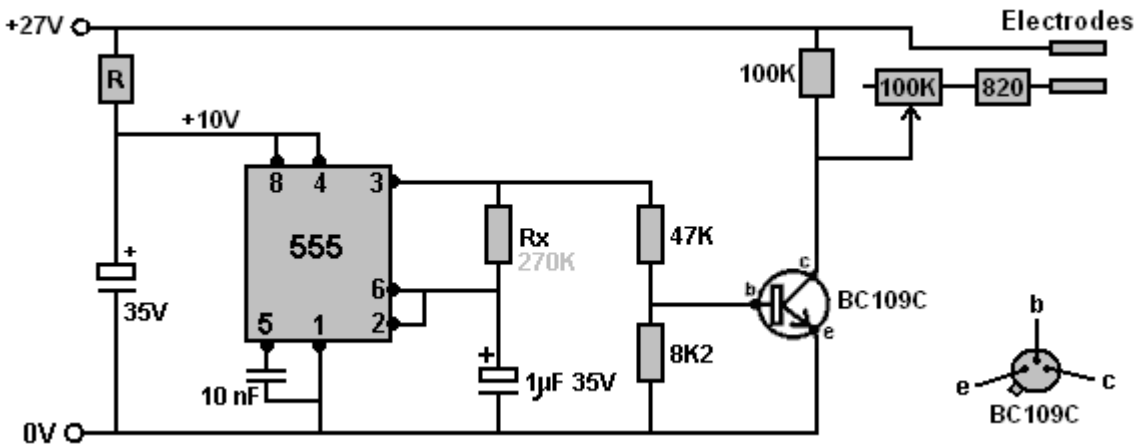 +27V
Electrodes
R
100K
100K
820
+10V
8
4
3
555
Rx
270K
47K
+
35V
6
2
5
1
b
c
e
BC109C
10 nF
+
1µF 35V
8K2
b
e
c
BC109C
0V